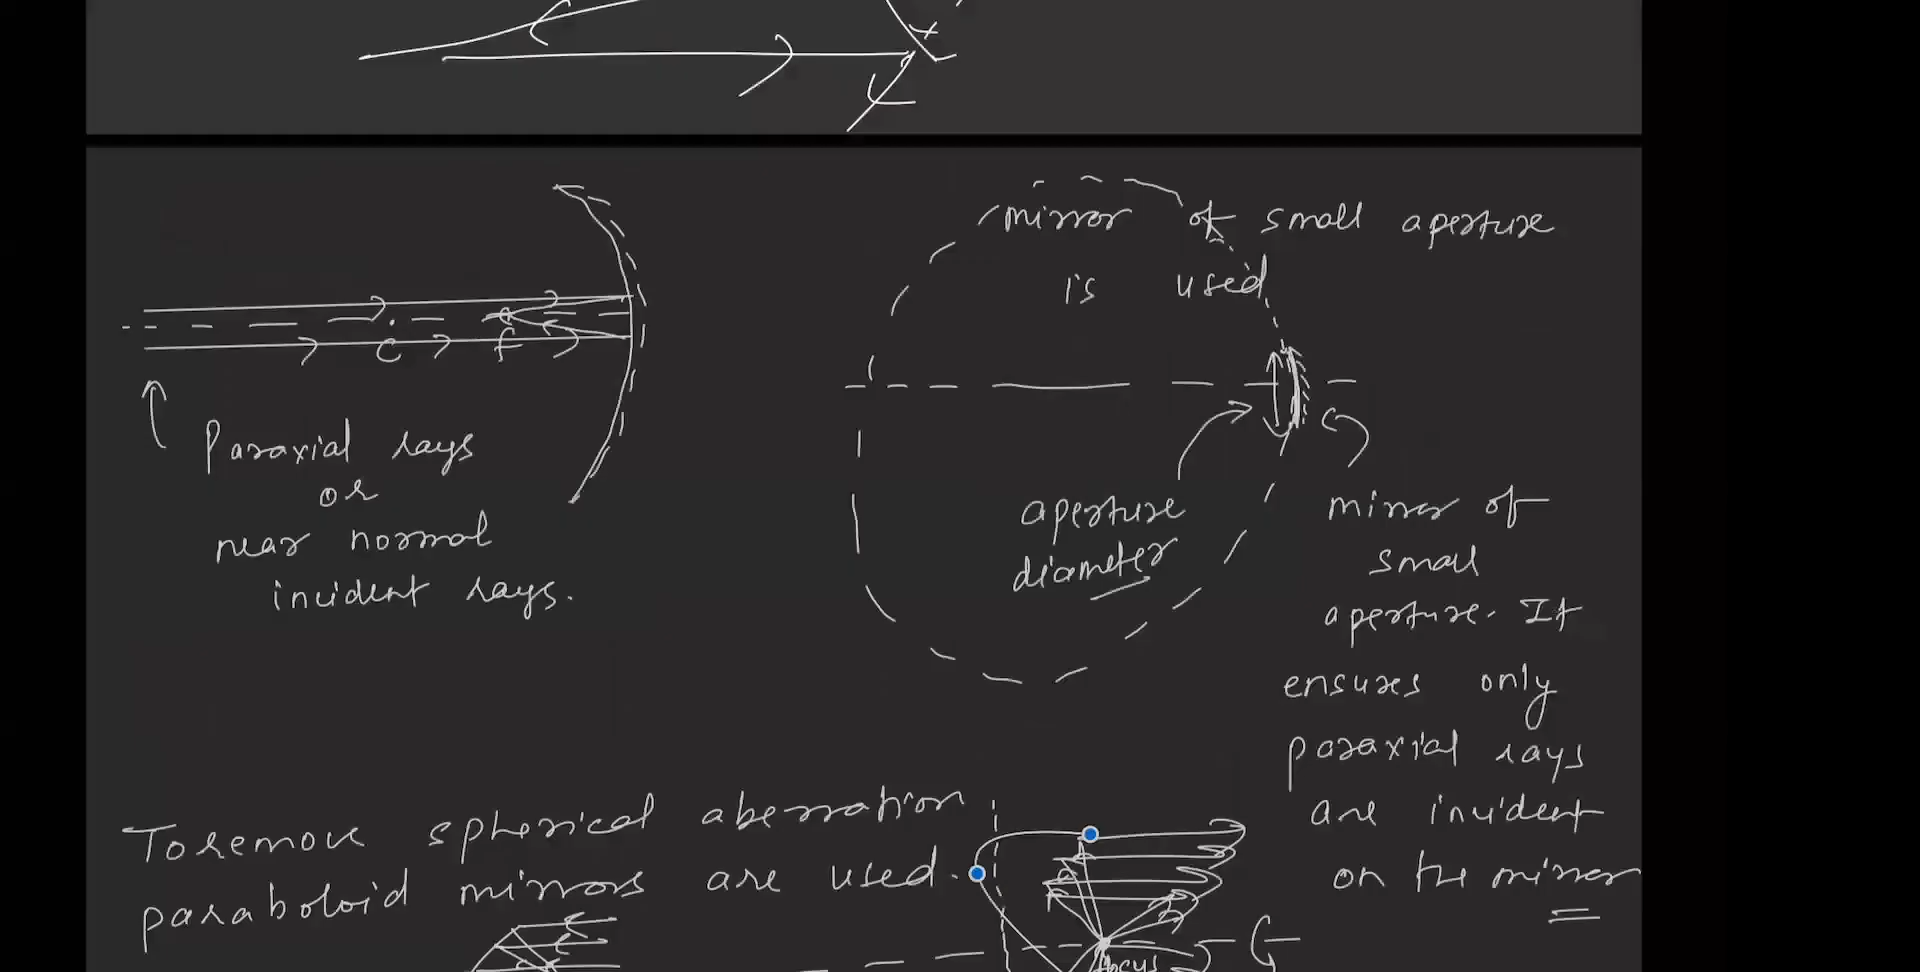 mirror of small aperture
is used
C
f
Paraxial rays
or
near normal
incident rays.
aperture
diameter
mirror of
small
aperture. It
ensures only
paraxial rays
are incident
on the mirror
To remove spherical aberration
paraboloid mirrors are used.
focus